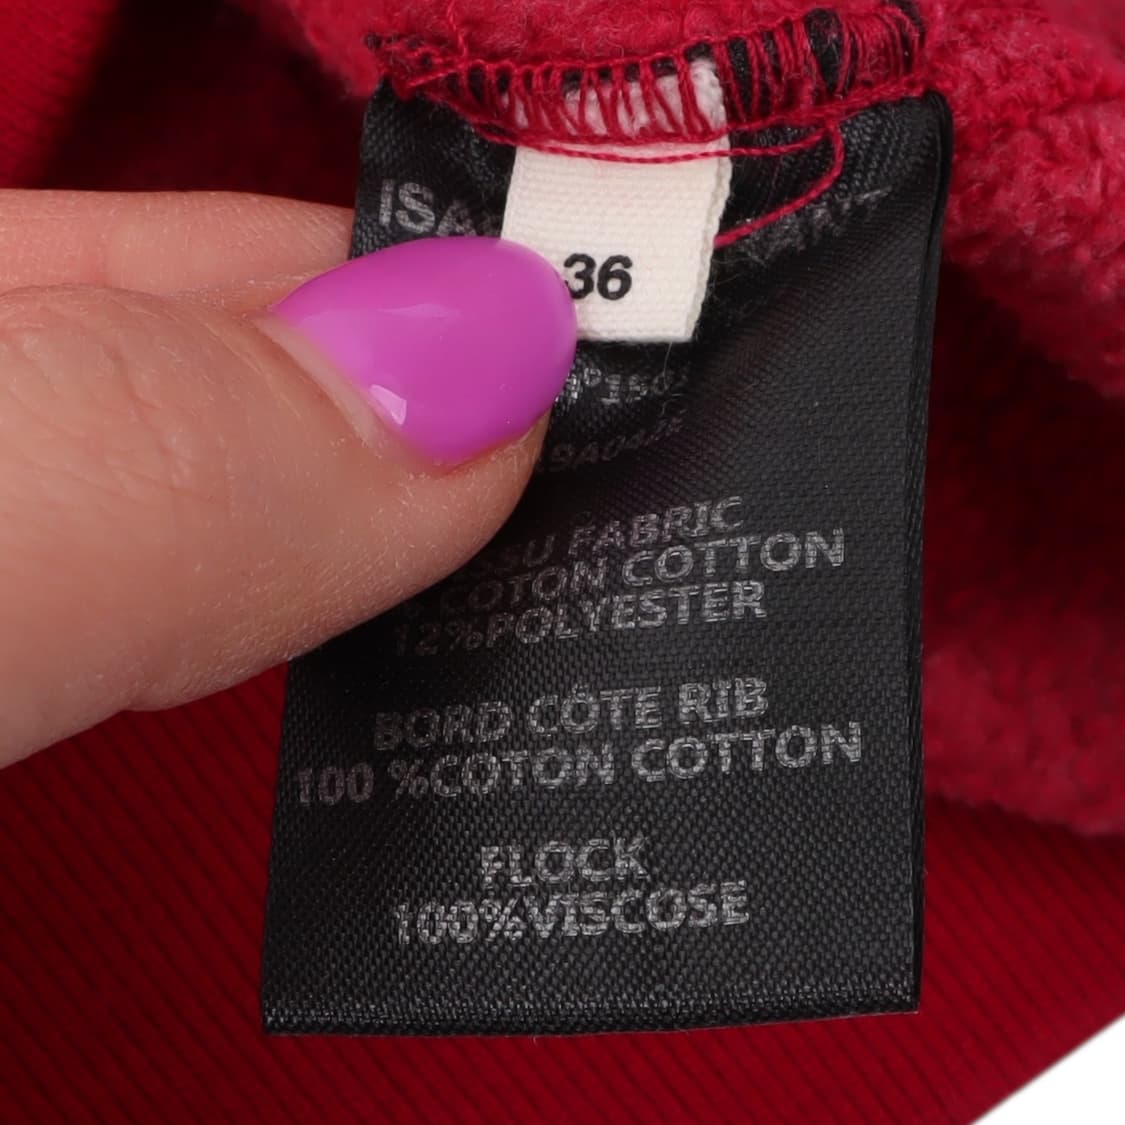 36
FABRIC
COTON COTTON
12%POLYESTER
BORD CÔTE RIB
100 %COTON COTTON
FLOCK
100%VISCOSE